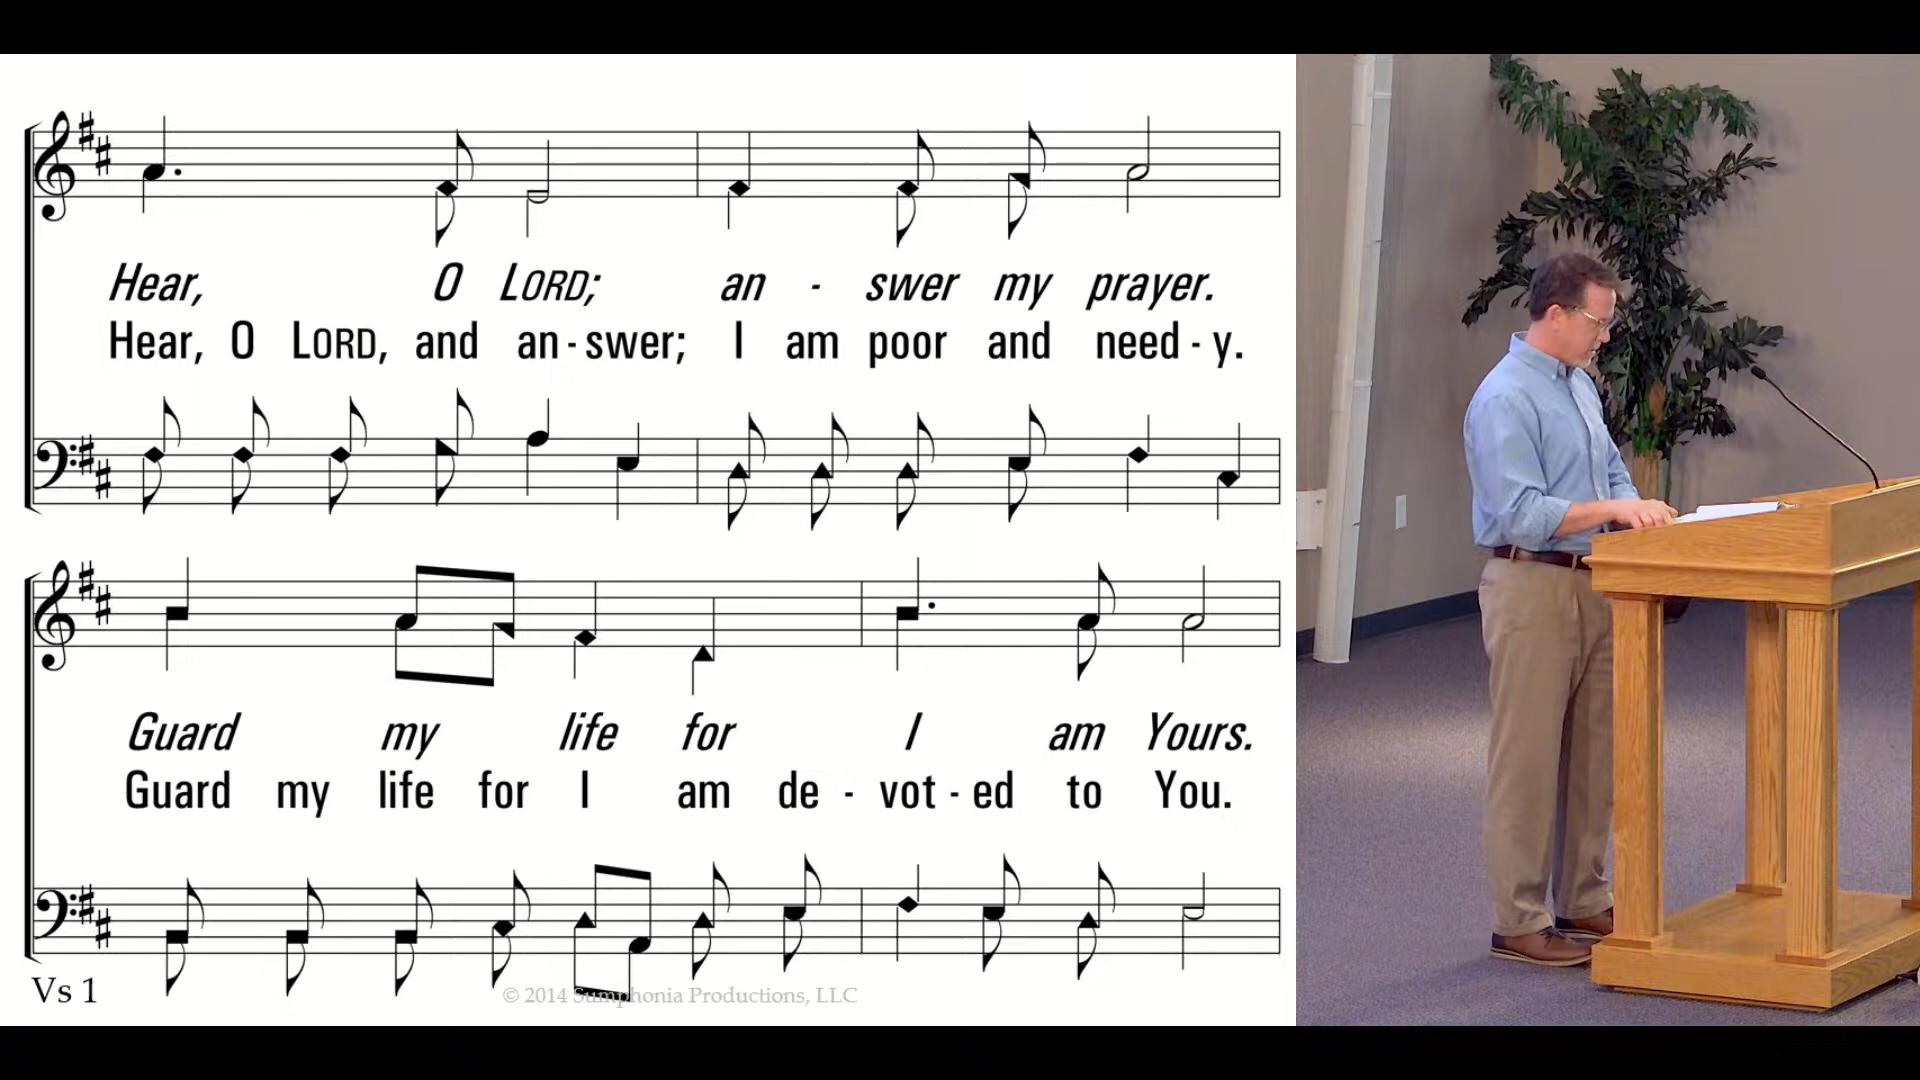 Hear, O LORD; an - swer my prayer.
Hear, O LORD, and an - swer; I am poor and need - y.
Guard my life for I am Yours.
Guard my life for I am de - vot - ed to You.
Vs 1
© 2014 Sumphonia Productions, LLC